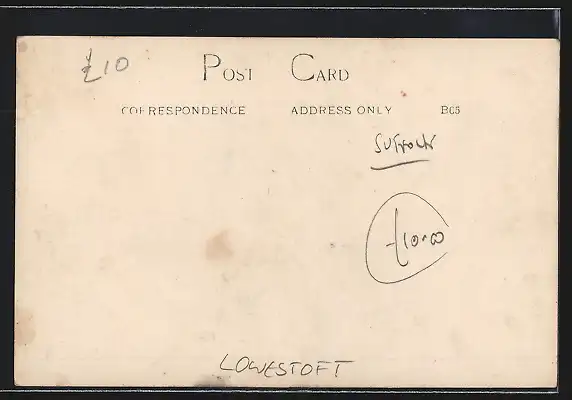 £10
POST CARD
CORRESPONDENCE ADDRESS ONLY B65
SUFFOLK
£10-00
LOWESTOFT